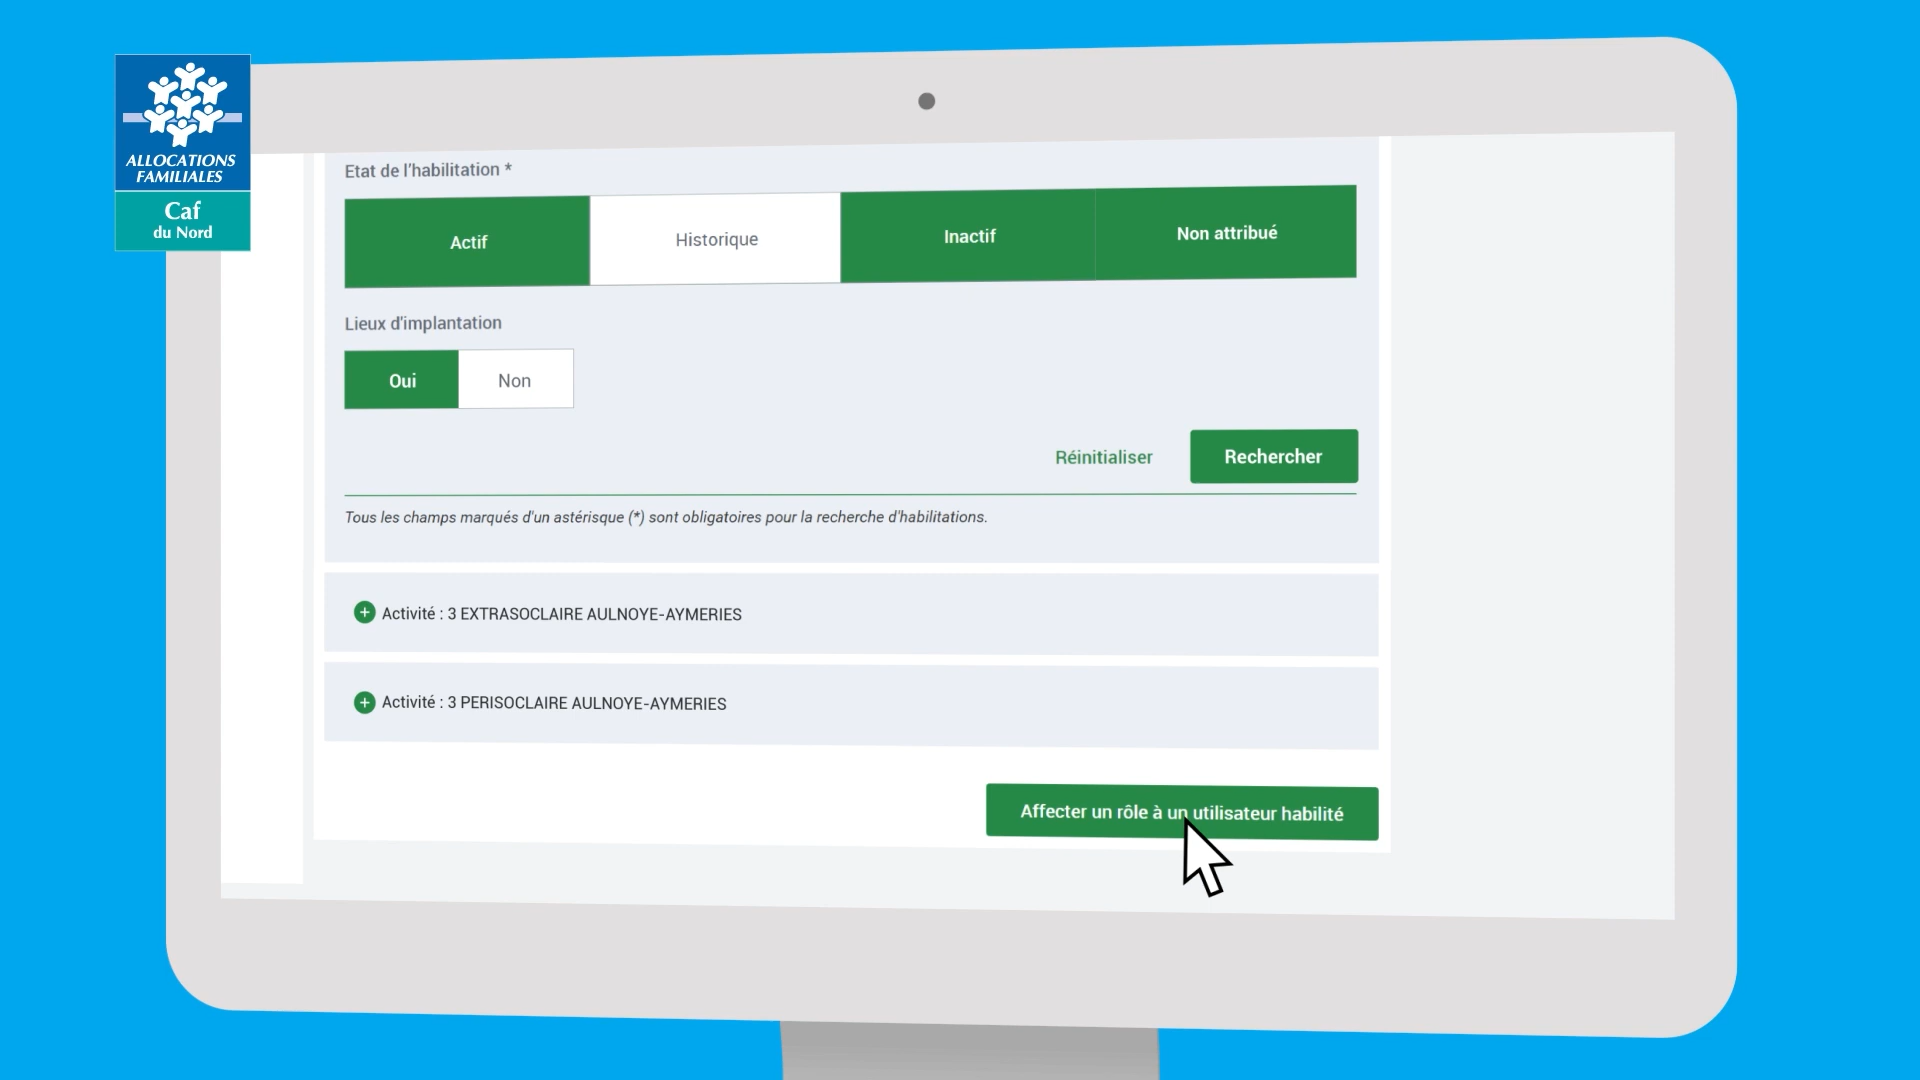 ALLOCATIONS
FAMILIALES
Caf
du Nord
Etat de l'habilitation *
Actif
Historique
Inactif
Non attribué
Lieux d'implantation
Oui
Non
Réinitialiser
Rechercher
Tous les champs marqués d'un astérisque (*) sont obligatoires pour la recherche d'habilitations.
Activité : 3 EXTRASOCLAIRE AULNOYE-AYMERIES
Activité : 3 PERISOCLAIRE AULNOYE-AYMERIES
Affecter un rôle à un utilisateur habilité